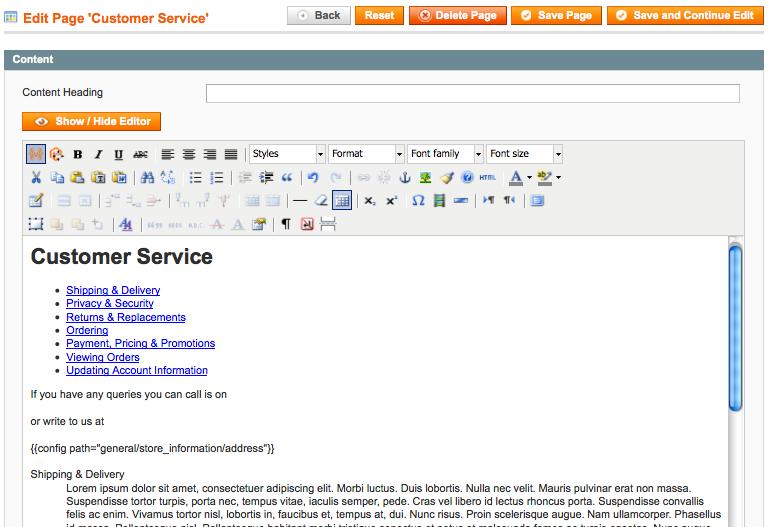 Edit Page 'Customer Service'
Back
Reset
Delete Page
Save Page
Save and Continue Edit
Content
Content Heading
Show / Hide Editor
B I U ABC
Styles
Format
Font family
Font size
HTML
A
Customer Service
Shipping & Delivery
Privacy & Security
Returns & Replacements
Ordering
Payment, Pricing & Promotions
Viewing Orders
Updating Account Information
If you have any queries you can call is on
or write to us at
{{config path="general/store_information/address"}}
Shipping & Delivery
Lorem ipsum dolor sit amet, consectetuer adipiscing elit. Morbi luctus. Duis lobortis. Nulla nec velit. Mauris pulvinar erat non massa.
Suspendisse tortor turpis, porta nec, tempus vitae, iaculis semper, pede. Cras vel libero id lectus rhoncus porta. Suspendisse convallis
felis ac enim. Vivamus tortor nisl, lobortis in, faucibus et, tempus at, dui. Nunc risus. Proin scelerisque augue. Nam ullamcorper. Phasellus